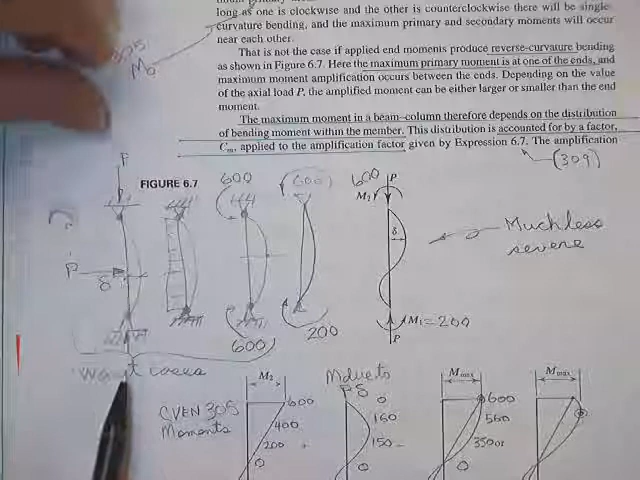 long as one is clockwise and the other is counterclockwise there will be single-
curvature bending, and the maximum primary and secondary moments will occur
near each other.
That is not the case if applied end moments produce reverse-curvature bending
as shown in Figure 6.7. Here the maximum primary moment is at one of the ends, and
maximum moment amplification occurs between the ends. Depending on the value
of the axial load P, the amplified moment can be either larger or smaller than the end
moment.
The maximum moment in a beam–column therefore depends on the distribution
of bending moment within the member. This distribution is accounted for by a factor,
Cm, applied to the amplification factor given by Expression 6.7. The amplification
305
M₀
(309)
P
FIGURE 6.7
600
(600)
600
P
M₂
δ
Much less
severe
P
δ
600
200
M₁ = 200
P
worst cases
CVEN 305
Moments
M₂
600
400
200
0
M due to
Pδ
0
160
150
Mmax
600
560
350
0
Mmax